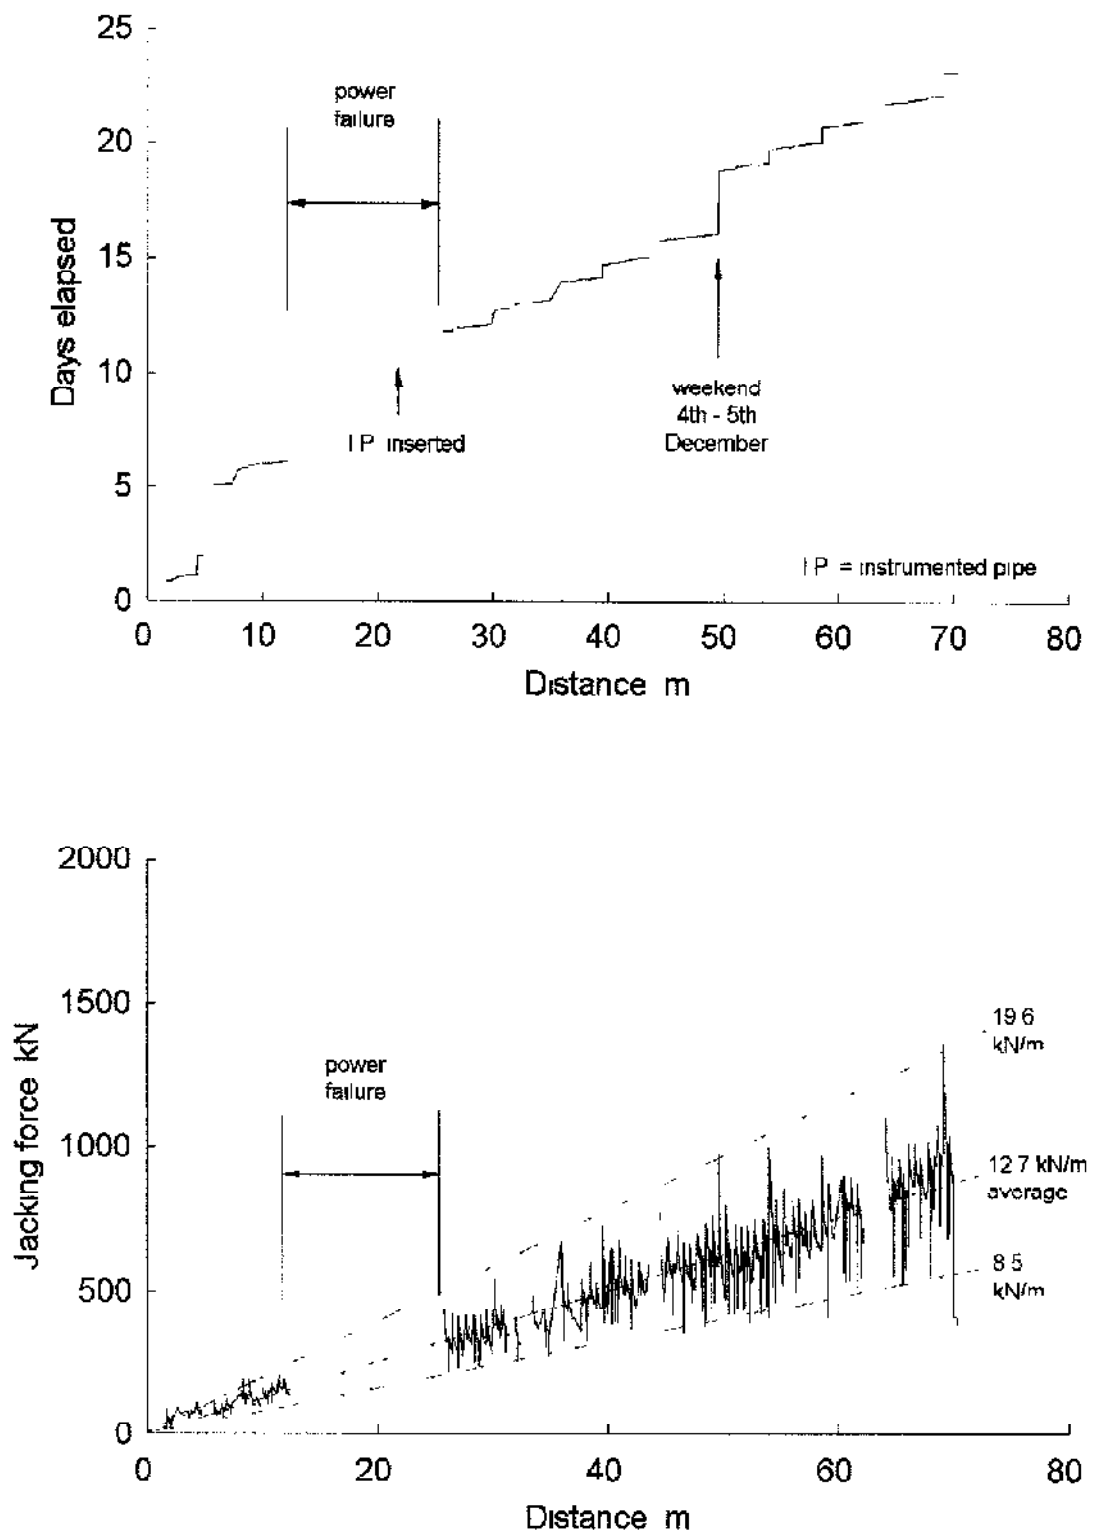 25
power
failure
20
15
10
weekend
4th - 5th
December
I P inserted
5
I P = instrumented pipe
0
0 10 20 30 40 50 60 70 80
Distance m
Days elapsed
2000
1500
19 6
kN/m
power
failure
1000
12 7 kN/m
average
8 5
kN/m
500
0
0 20 40 60 80
Distance m
Jacking force kN